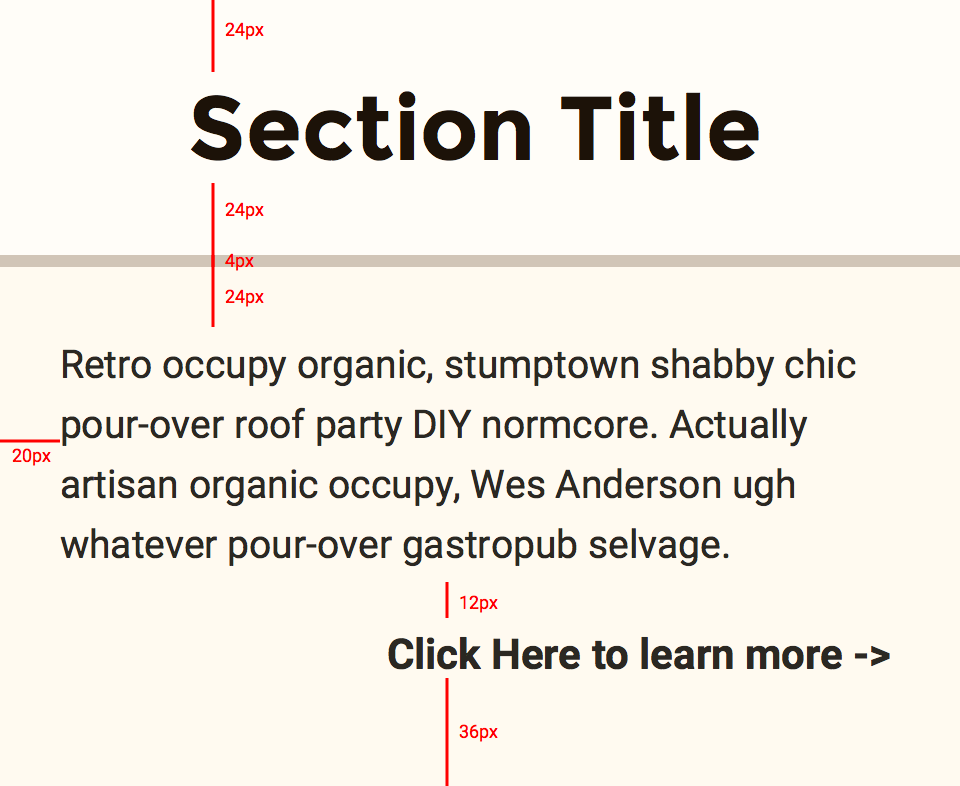 24px
Section Title
24px
4px
24px
Retro occupy organic, stumptown shabby chic
pour-over roof party DIY normcore. Actually
20px
artisan organic occupy, Wes Anderson ugh
whatever pour-over gastropub selvage.
12px
Click Here to learn more ->
36px